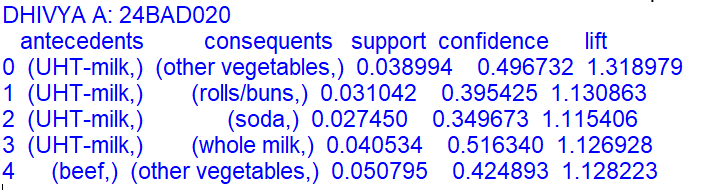 DHIVYA A: 24BAD020
antecedents consequents support confidence lift
0 (UHT-milk,) (other vegetables,) 0.038994 0.496732 1.318979
1 (UHT-milk,) (rolls/buns,) 0.031042 0.395425 1.130863
2 (UHT-milk,) (soda,) 0.027450 0.349673 1.115406
3 (UHT-milk,) (whole milk,) 0.040534 0.516340 1.126928
4 (beef,) (other vegetables,) 0.050795 0.424893 1.128223